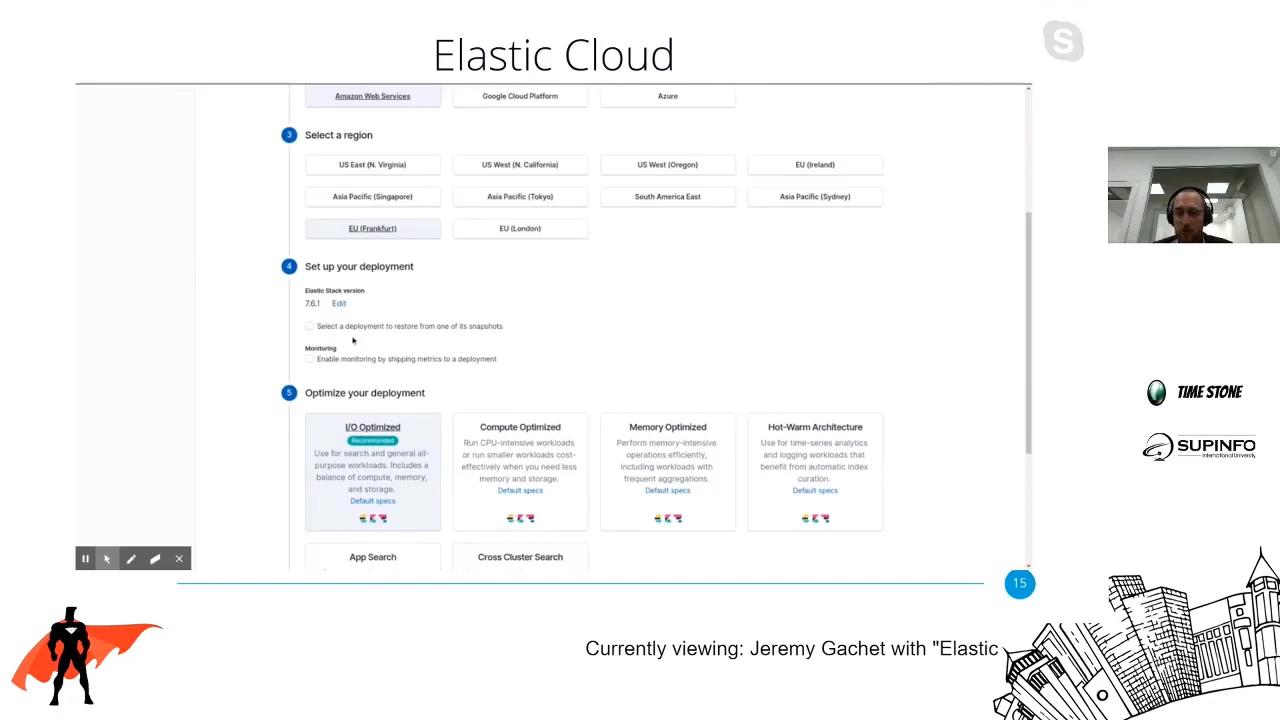 Elastic Cloud
S
Amazon Web Services
Google Cloud Platform
Azure
3 Select a region
US East (N. Virginia)
US West (N. California)
US West (Oregon)
EU (Ireland)
Asia Pacific (Singapore)
Asia Pacific (Tokyo)
South America East
Asia Pacific (Sydney)
EU (Frankfurt)
EU (London)
4 Set up your deployment
Elastic Stack version
7.6.1 Edit
Select a deployment to restore from one of its snapshots
Monitoring
Enable monitoring by shipping metrics to a deployment
5 Optimize your deployment
I/O Optimized
Recommended
Use for search and general all-
purpose workloads. Includes a
balance of compute, memory,
and storage.
Default specs
Compute Optimized
Run CPU-intensive workloads
or run smaller workloads cost-
effectively when you need less
memory and storage.
Default specs
Memory Optimized
Perform memory-intensive
operations efficiently,
including workloads with
frequent aggregations.
Default specs
Hot-Warm Architecture
Use for time-series analytics
and logging workloads that
benefit from automatic index
curation.
Default specs
App Search
Cross Cluster Search
TIME STONE
SUPINFO
International University
15
Currently viewing: Jeremy Gachet with "Elastic